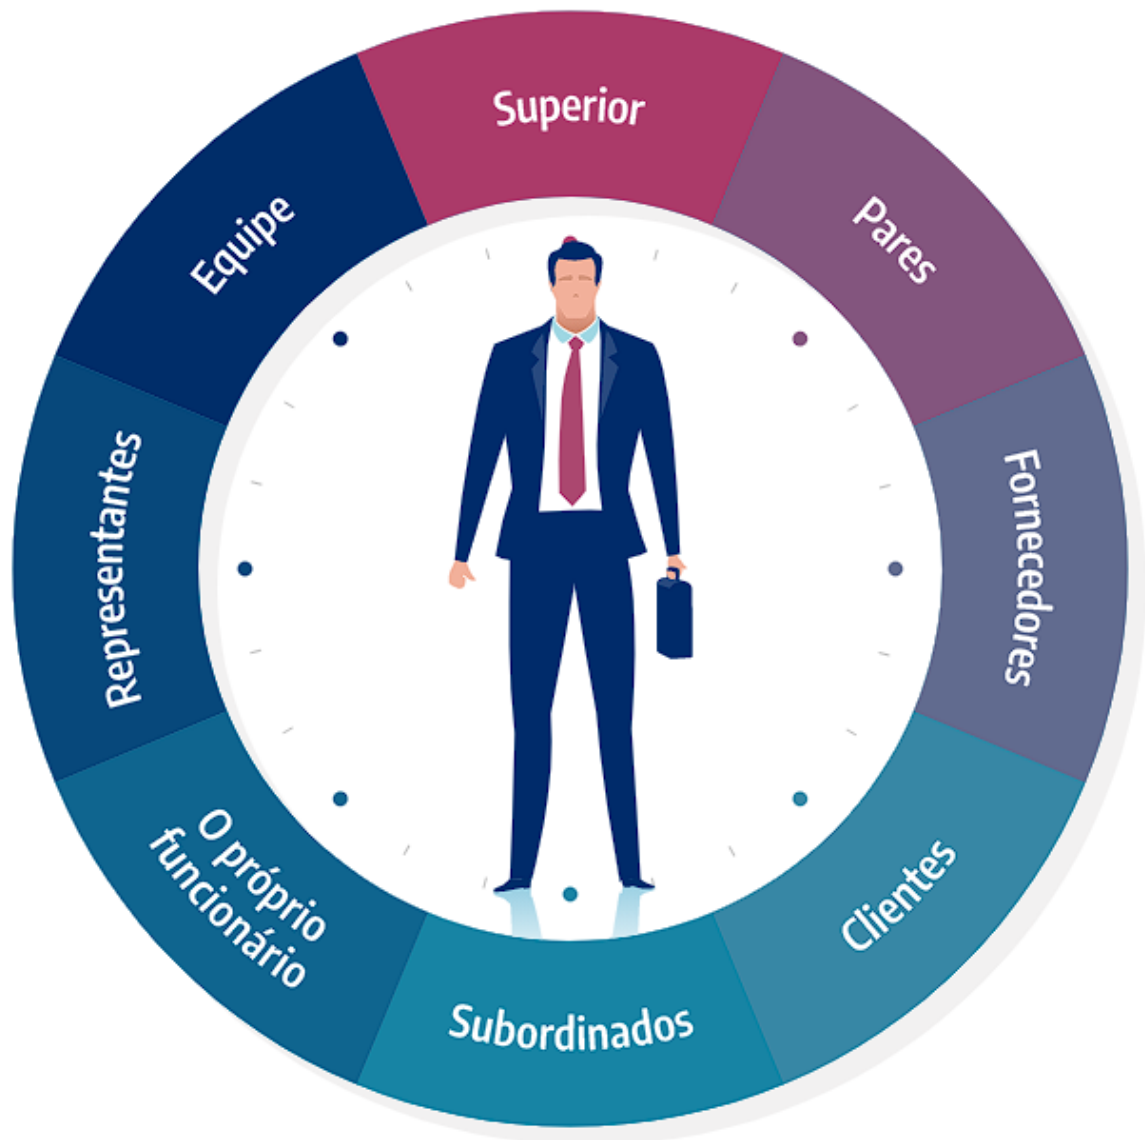 Superior
Pares
Fornecedores
Clientes
Subordinados
O próprio
funcionário
Representantes
Equipe